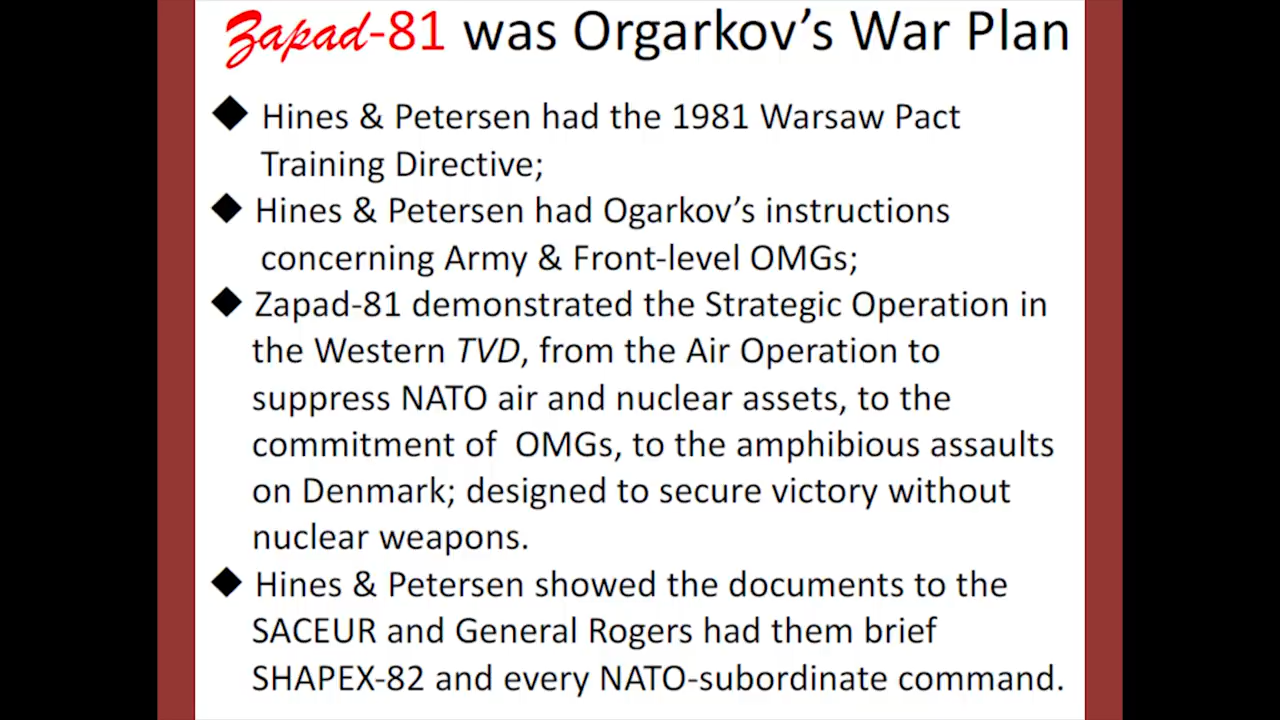 Zapad-81 was Orgarkov’s War Plan
◆ Hines & Petersen had the 1981 Warsaw Pact
Training Directive;
◆ Hines & Petersen had Ogarkov’s instructions
concerning Army & Front-level OMGs;
◆ Zapad-81 demonstrated the Strategic Operation in
the Western TVD, from the Air Operation to
suppress NATO air and nuclear assets, to the
commitment of OMGs, to the amphibious assaults
on Denmark; designed to secure victory without
nuclear weapons.
◆ Hines & Petersen showed the documents to the
SACEUR and General Rogers had them brief
SHAPEX-82 and every NATO-subordinate command.